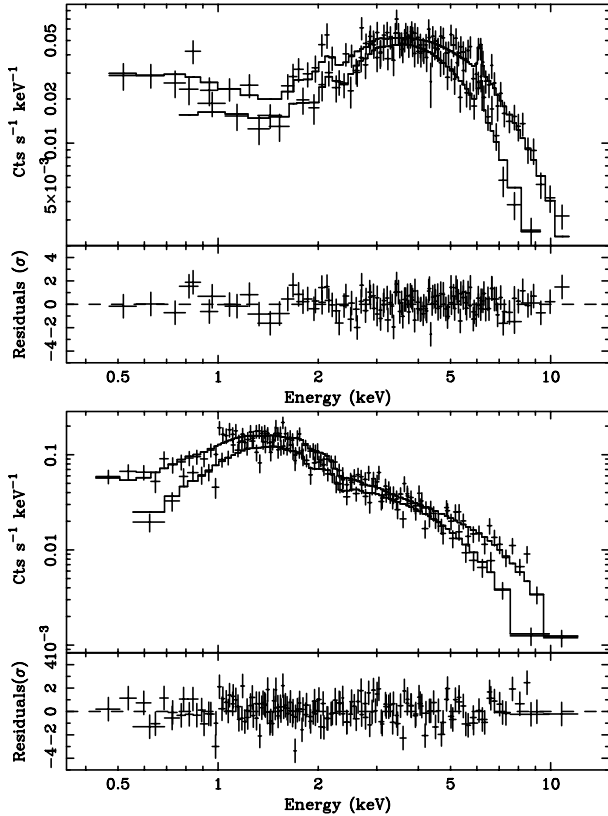 Cts s⁻¹ keV⁻¹
0.05
0.02
0.01
5×10⁻³
Residuals (σ)
4
2
0
−2
−4
0.5 1 2 5 10
Energy (keV)
Cts s⁻¹ keV⁻¹
0.1
0.01
10⁻³
Residuals(σ)
4
2
0
−2
−4
0.5 1 2 5 10
Energy (keV)